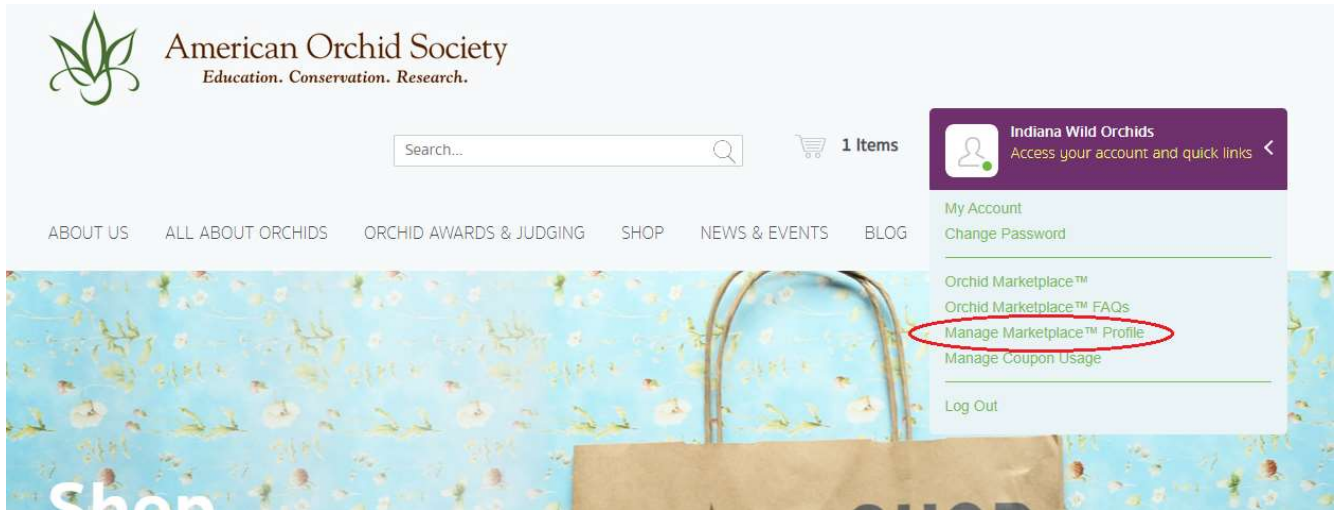 American Orchid Society
Education. Conservation. Research.
Search...
1 Items
Indiana Wild Orchids
Access your account and quick links
ABOUT US ALL ABOUT ORCHIDS ORCHID AWARDS & JUDGING SHOP NEWS & EVENTS BLOG
My Account
Change Password
Orchid Marketplace™
Orchid Marketplace™ FAQs
Manage Marketplace™ Profile
Manage Coupon Usage
Log Out
Shop
SHOP